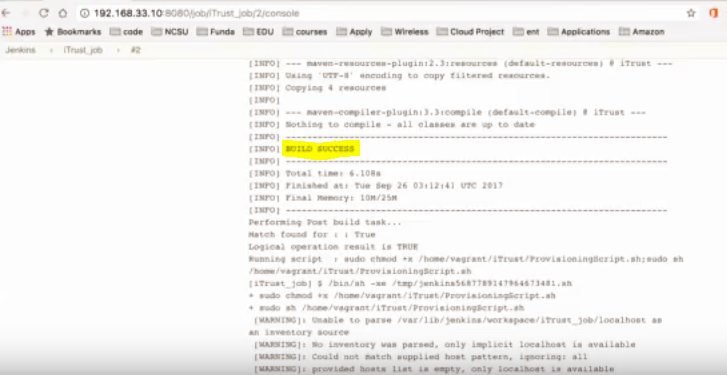 192.168.33.10:8080/job/iTrust_job/2/console
Apps Bookmarks code NCSU Funda EDU courses Apply Wireless Cloud Project ent Applications Amazon
Jenkins iTrust_job #2
[INFO] --- maven-resources-plugin:2.3:resources (default-resources) @ iTrust ---
[INFO] Using 'UTF-8' encoding to copy filtered resources.
[INFO] Copying 4 resources
[INFO]
[INFO] --- maven-compiler-plugin:3.3:compile (default-compile) @ iTrust ---
[INFO] Nothing to compile - all classes are up to date
[INFO] ------------------------------------------------------------------------
[INFO] BUILD SUCCESS
[INFO] ------------------------------------------------------------------------
[INFO] Total time: 6.108s
[INFO] Finished at: Tue Sep 26 03:12:41 UTC 2017
[INFO] Final Memory: 10M/25M
[INFO] ------------------------------------------------------------------------
Performing Post build task...
Match found for : : True
Logical operation result is TRUE
Running script : sudo chmod +x /home/vagrant/iTrust/ProvisioningScript.sh;sudo sh
/home/vagrant/iTrust/ProvisioningScript.sh
[iTrust_job] $ /bin/sh -xe /tmp/jenkins5687789147964673481.sh
+ sudo chmod +x /home/vagrant/iTrust/ProvisioningScript.sh
+ sudo sh /home/vagrant/iTrust/ProvisioningScript.sh
[WARNING]: Unable to parse /var/lib/jenkins/workspace/iTrust_job/localhost as
an inventory source
[WARNING]: No inventory was parsed, only implicit localhost is available
[WARNING]: Could not match supplied host pattern, ignoring: all
[WARNING]: provided hosts list is empty, only localhost is available